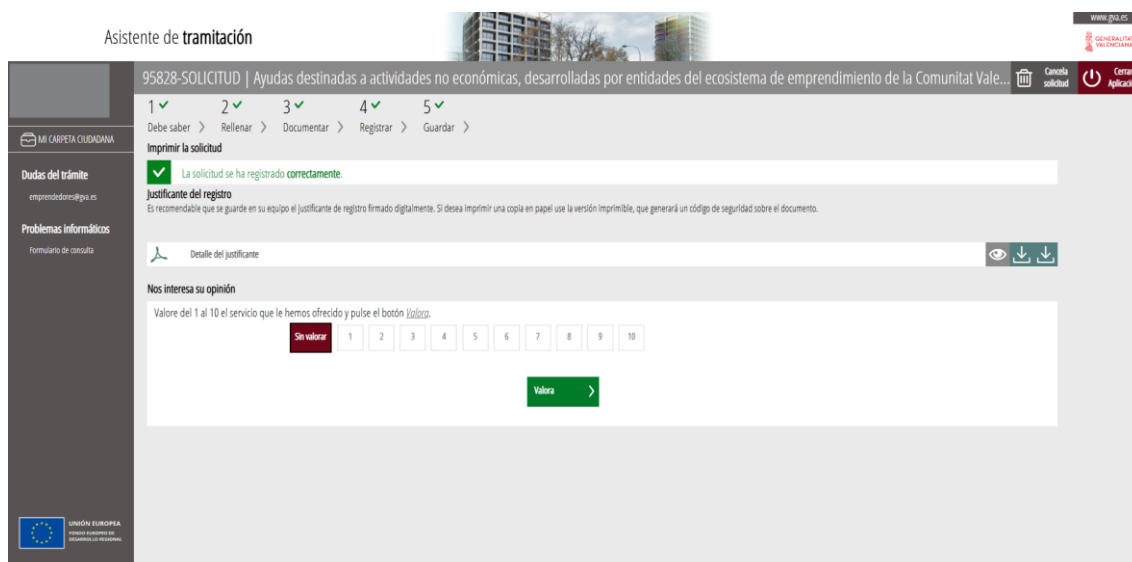 www.gva.es
Asistente de tramitación
GENERALITAT
VALENCIANA
95828-SOLICITUD | Ayudas destinadas a actividades no económicas, desarrolladas por entidades del ecosistema de emprendimiento de la Comunitat Vale...
Cancela
solicitud
Cerrar
Aplicació
1 2 3 4 5
Debe saber > Rellenar > Documentar > Registrar > Guardar >
MI CARPETA CIUDADANA
Dudas del trámite
emprendedores@gva.es
Problemas informáticos
Formulario de consulta
Imprimir la solicitud
La solicitud se ha registrado correctamente.
Justificante del registro
Es recomendable que se guarde en su equipo el justificante de registro firmado digitalmente. Si desea imprimir una copia en papel use la versión imprimible, que generará un código de seguridad sobre el documento.
Detalle del justificante
Nos interesa su opinión
Valore del 1 al 10 el servicio que le hemos ofrecido y pulse el botón Valora.
Sin valorar 1 2 3 4 5 6 7 8 9 10
Valora
UNIÓN EUROPEA
FONDO EUROPEO DE
DESARROLLO REGIONAL